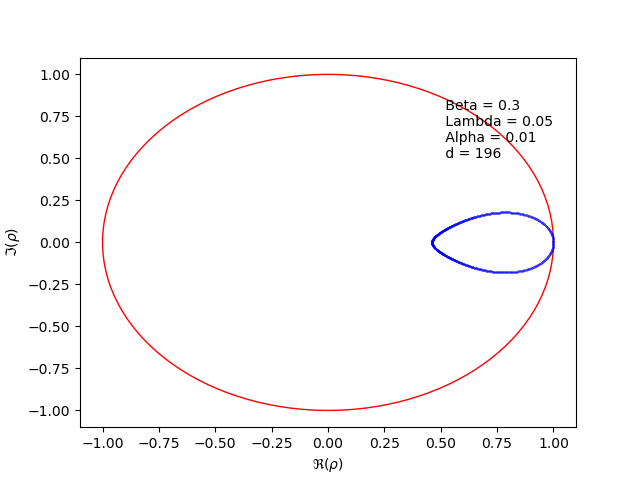 1.00
0.75
0.50
0.25
0.00
−0.25
−0.50
−0.75
−1.00
ℑ(ρ)
Beta = 0.3
Lambda = 0.05
Alpha = 0.01
d = 196
−1.00 −0.75 −0.50 −0.25 0.00 0.25 0.50 0.75 1.00
ℜ(ρ)